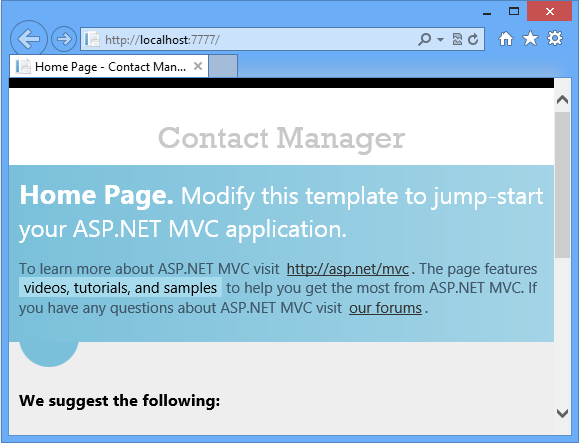 http://localhost:7777/
Home Page - Contact Man...
Contact Manager
Home Page. Modify this template to jump-start
your ASP.NET MVC application.
To learn more about ASP.NET MVC visit http://asp.net/mvc. The page features
videos, tutorials, and samples to help you get the most from ASP.NET MVC. If
you have any questions about ASP.NET MVC visit our forums.
We suggest the following: